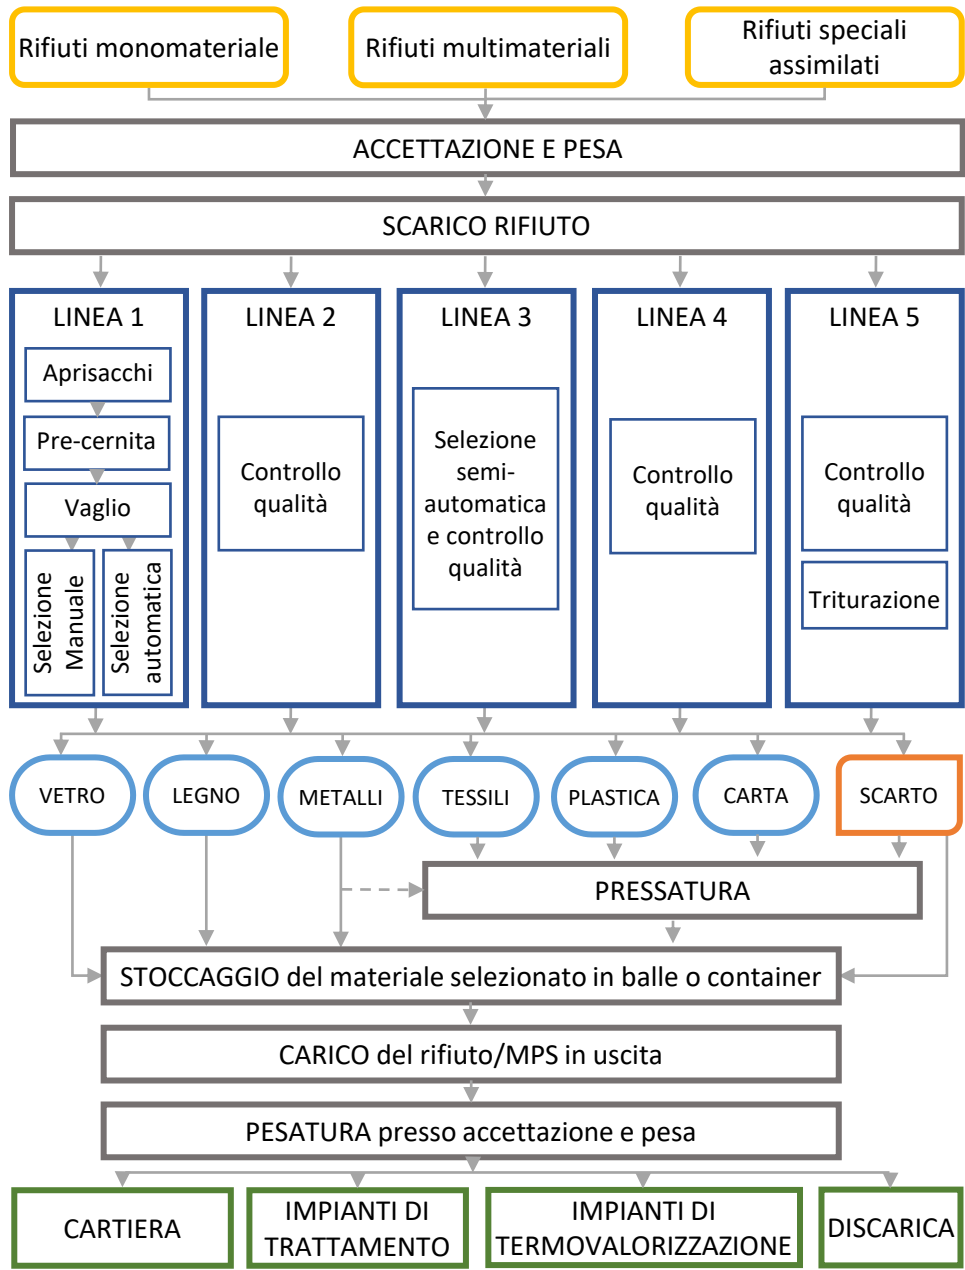 Rifiuti monomateriale
Rifiuti multimateriali
Rifiuti speciali
assimilati
ACCETTAZIONE E PESA
SCARICO RIFIUTO
LINEA 1
Aprisacchi
Pre-cernita
Vaglio
Selezione
Manuale
Selezione
automatica
LINEA 2
Controllo
qualità
LINEA 3
Selezione
semi-
automatica
e controllo
qualità
LINEA 4
Controllo
qualità
LINEA 5
Controllo
qualità
Triturazione
VETRO
LEGNO
METALLI
TESSILI
PLASTICA
CARTA
SCARTO
PRESSATURA
STOCCAGGIO del materiale selezionato in balle o container
CARICO del rifiuto/MPS in uscita
PESATURA presso accettazione e pesa
CARTIERA
IMPIANTI DI
TRATTAMENTO
IMPIANTI DI
TERMOVALORIZZAZIONE
DISCARICA